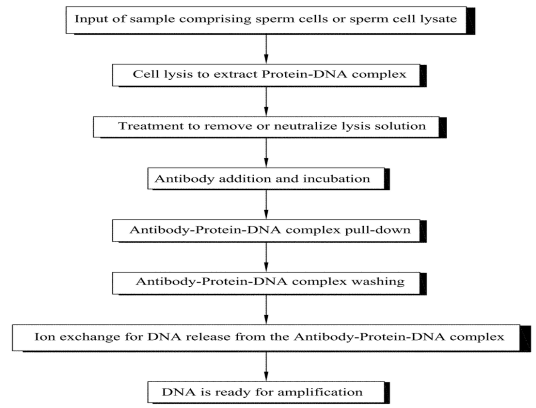 Input of sample comprising sperm cells or sperm cell lysate
Cell lysis to extract Protein-DNA complex
Treatment to remove or neutralize lysis solution
Antibody addition and incubation
Antibody-Protein-DNA complex pull-down
Antibody-Protein-DNA complex washing
Ion exchange for DNA release from the Antibody-Protein-DNA complex
DNA is ready for amplification